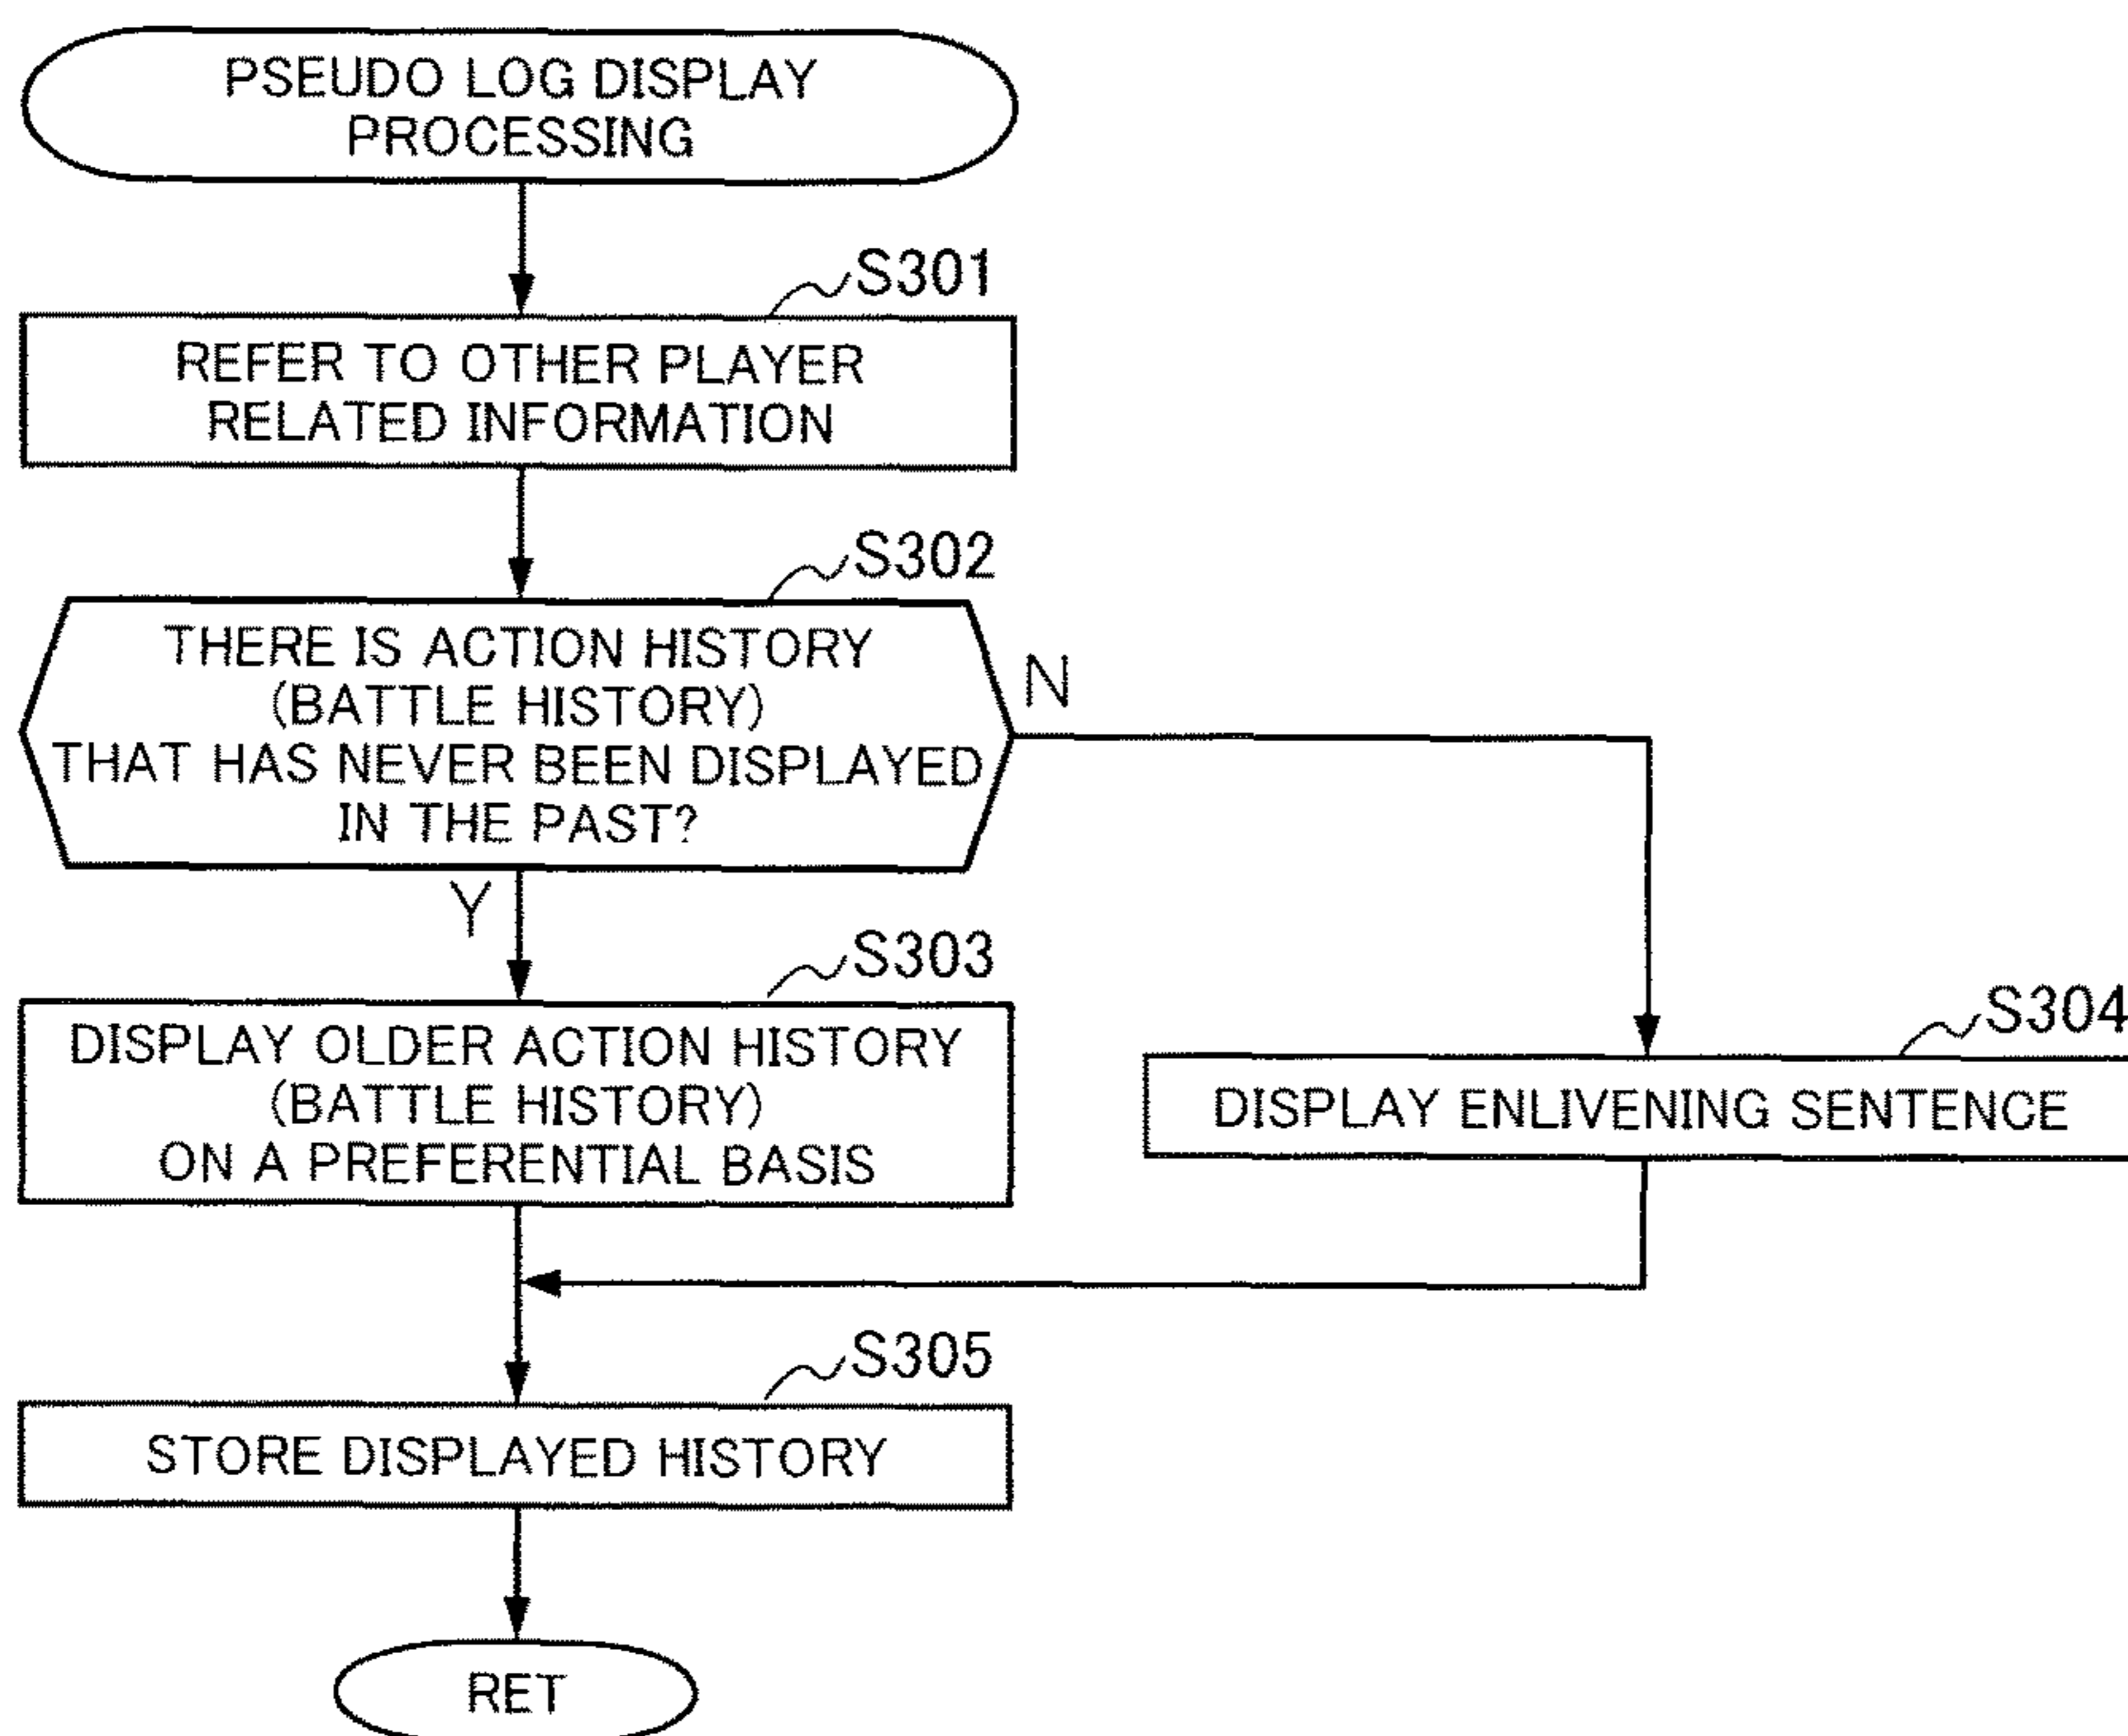 PSEUDO LOG DISPLAY
PROCESSING
S301
REFER TO OTHER PLAYER
RELATED INFORMATION
S302
THERE IS ACTION HISTORY
(BATTLE HISTORY)
THAT HAS NEVER BEEN DISPLAYED
IN THE PAST?
N
Y
S303
DISPLAY OLDER ACTION HISTORY
(BATTLE HISTORY)
ON A PREFERENTIAL BASIS
S304
DISPLAY ENLIVENING SENTENCE
S305
STORE DISPLAYED HISTORY
RET